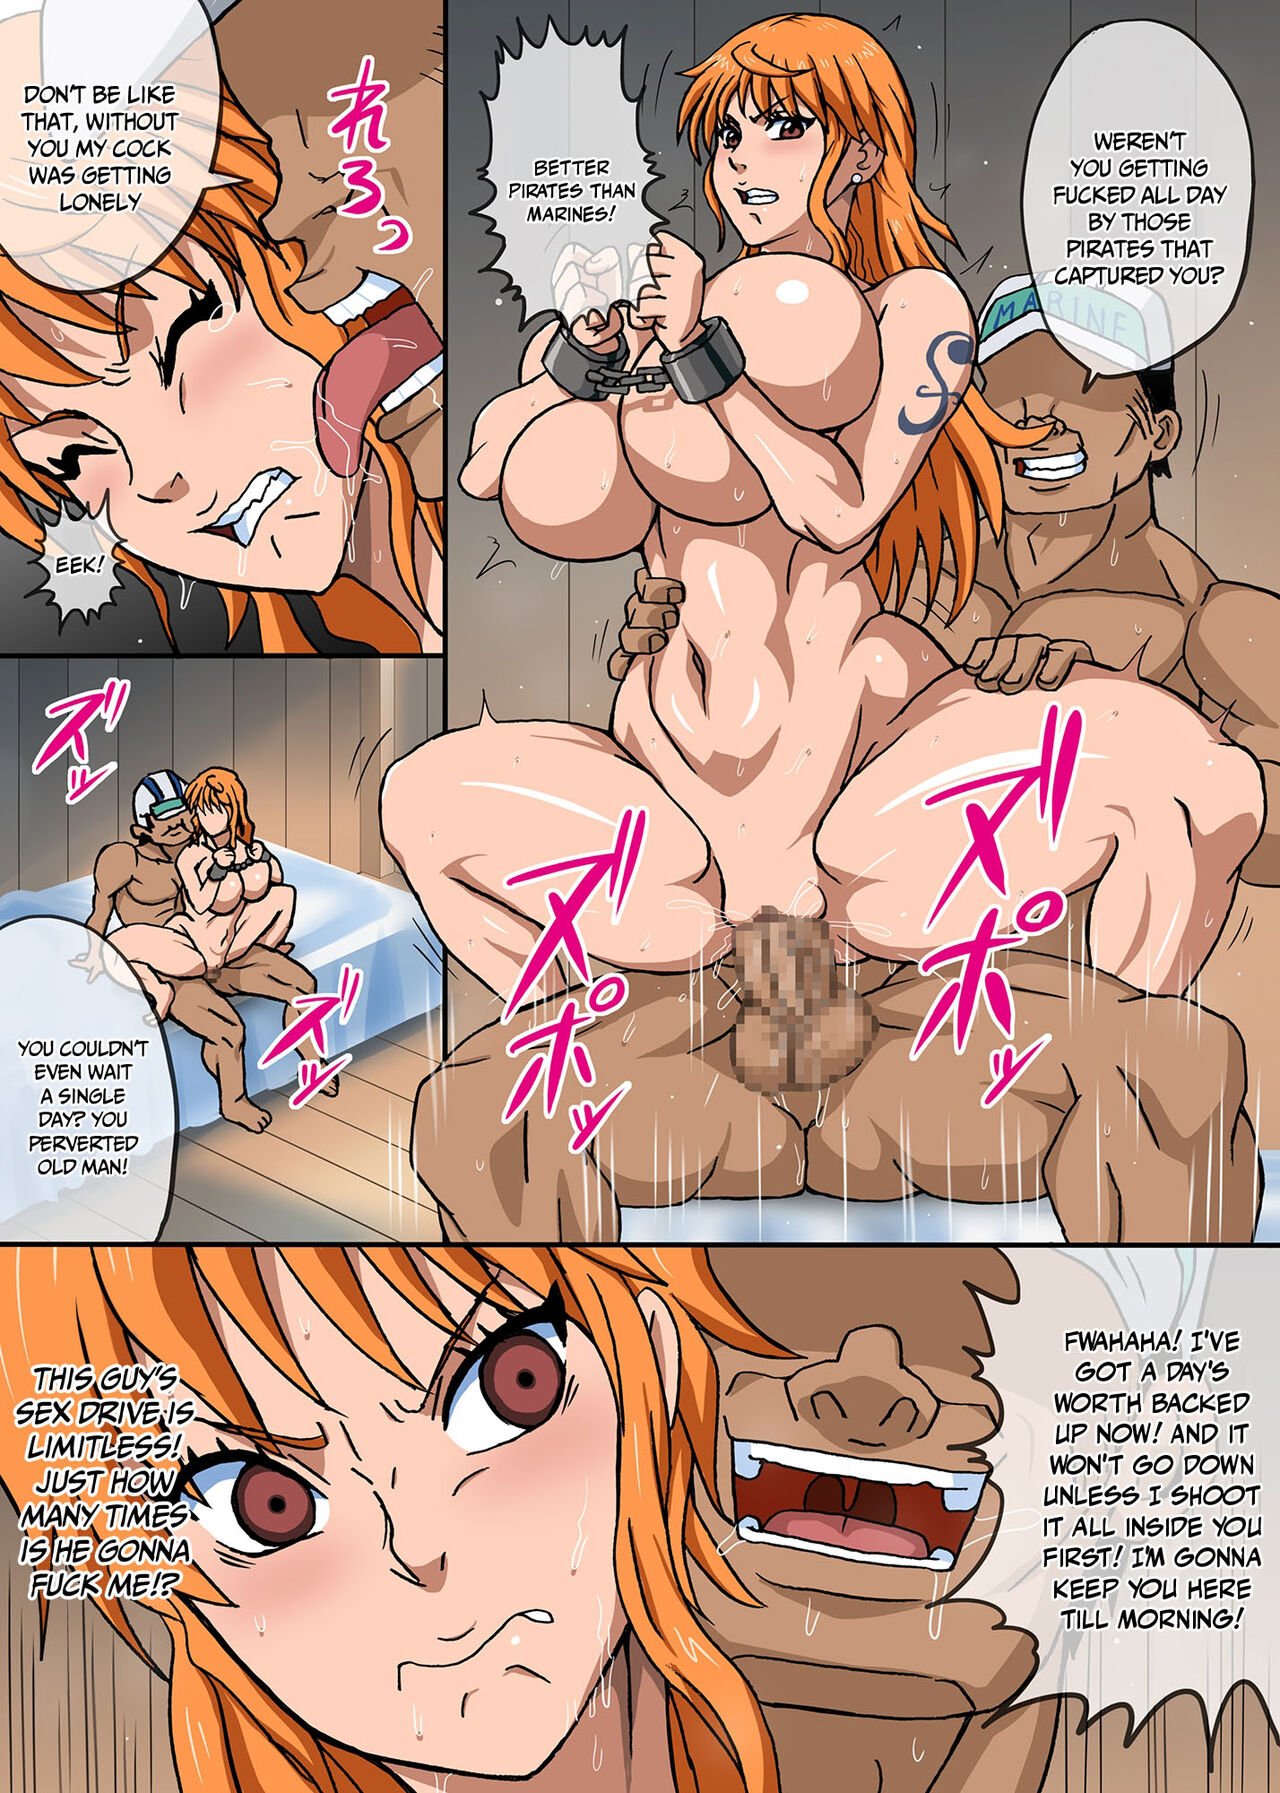 DON'T BE LIKE
THAT, WITHOUT
YOU MY COCK
WAS GETTING
LONELY
れろっ
EEK!
WEREN'T
YOU GETTING
FUCKED ALL DAY
BY THOSE
PIRATES THAT
CAPTURED YOU?
MARINE
BETTER
PIRATES THAN
MARINES!
ズッ
ズッ
YOU COULDN'T
EVEN WAIT
A SINGLE
DAY? YOU
PERVERTED
OLD MAN!
ズッポッ
ズッポッ
THIS GUY'S
SEX DRIVE IS
LIMITLESS!
JUST HOW
MANY TIMES
IS HE GONNA
FUCK ME!?
FWAHAHA! I'VE
GOT A DAY'S
WORTH BACKED
UP NOW! AND IT
WON'T GO DOWN
UNLESS I SHOOT
IT ALL INSIDE YOU
FIRST! I'M GONNA
KEEP YOU HERE
TILL MORNING!